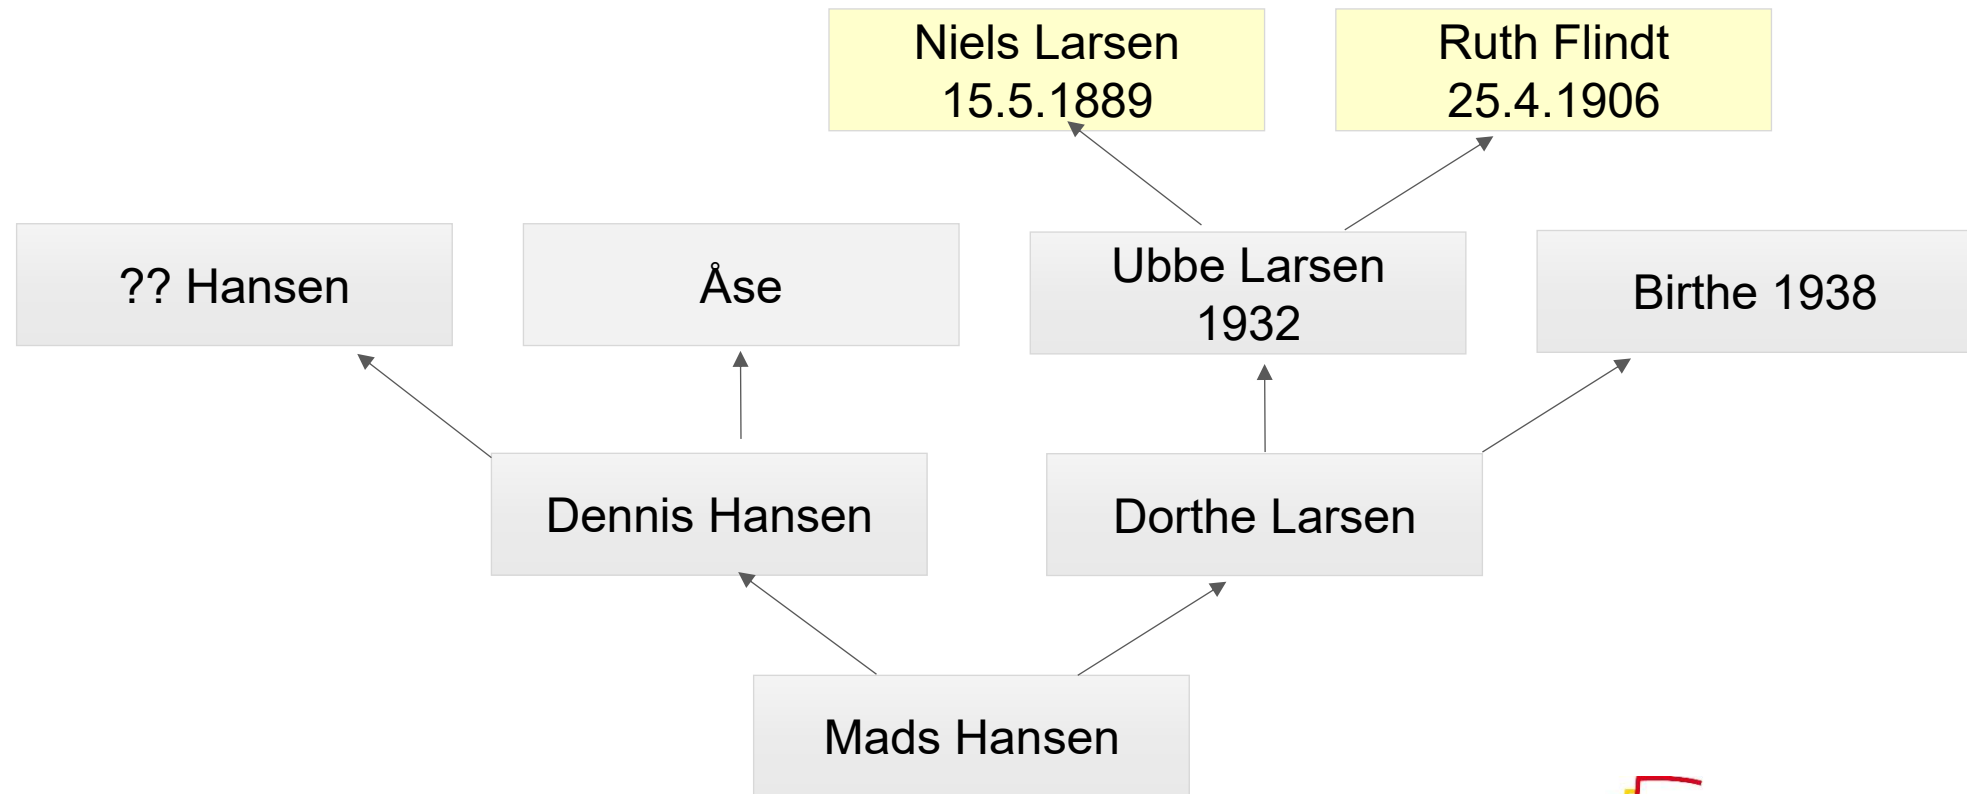 Niels Larsen
15.5.1889
Ruth Flindt
25.4.1906
?? Hansen
Åse
Ubbe Larsen
1932
Birthe 1938
Dennis Hansen
Dorthe Larsen
Mads Hansen